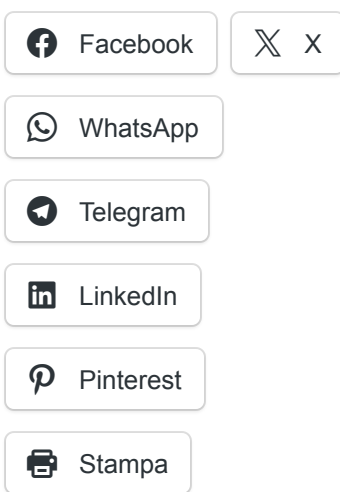 Facebook X
WhatsApp
Telegram
LinkedIn
Pinterest
Stampa